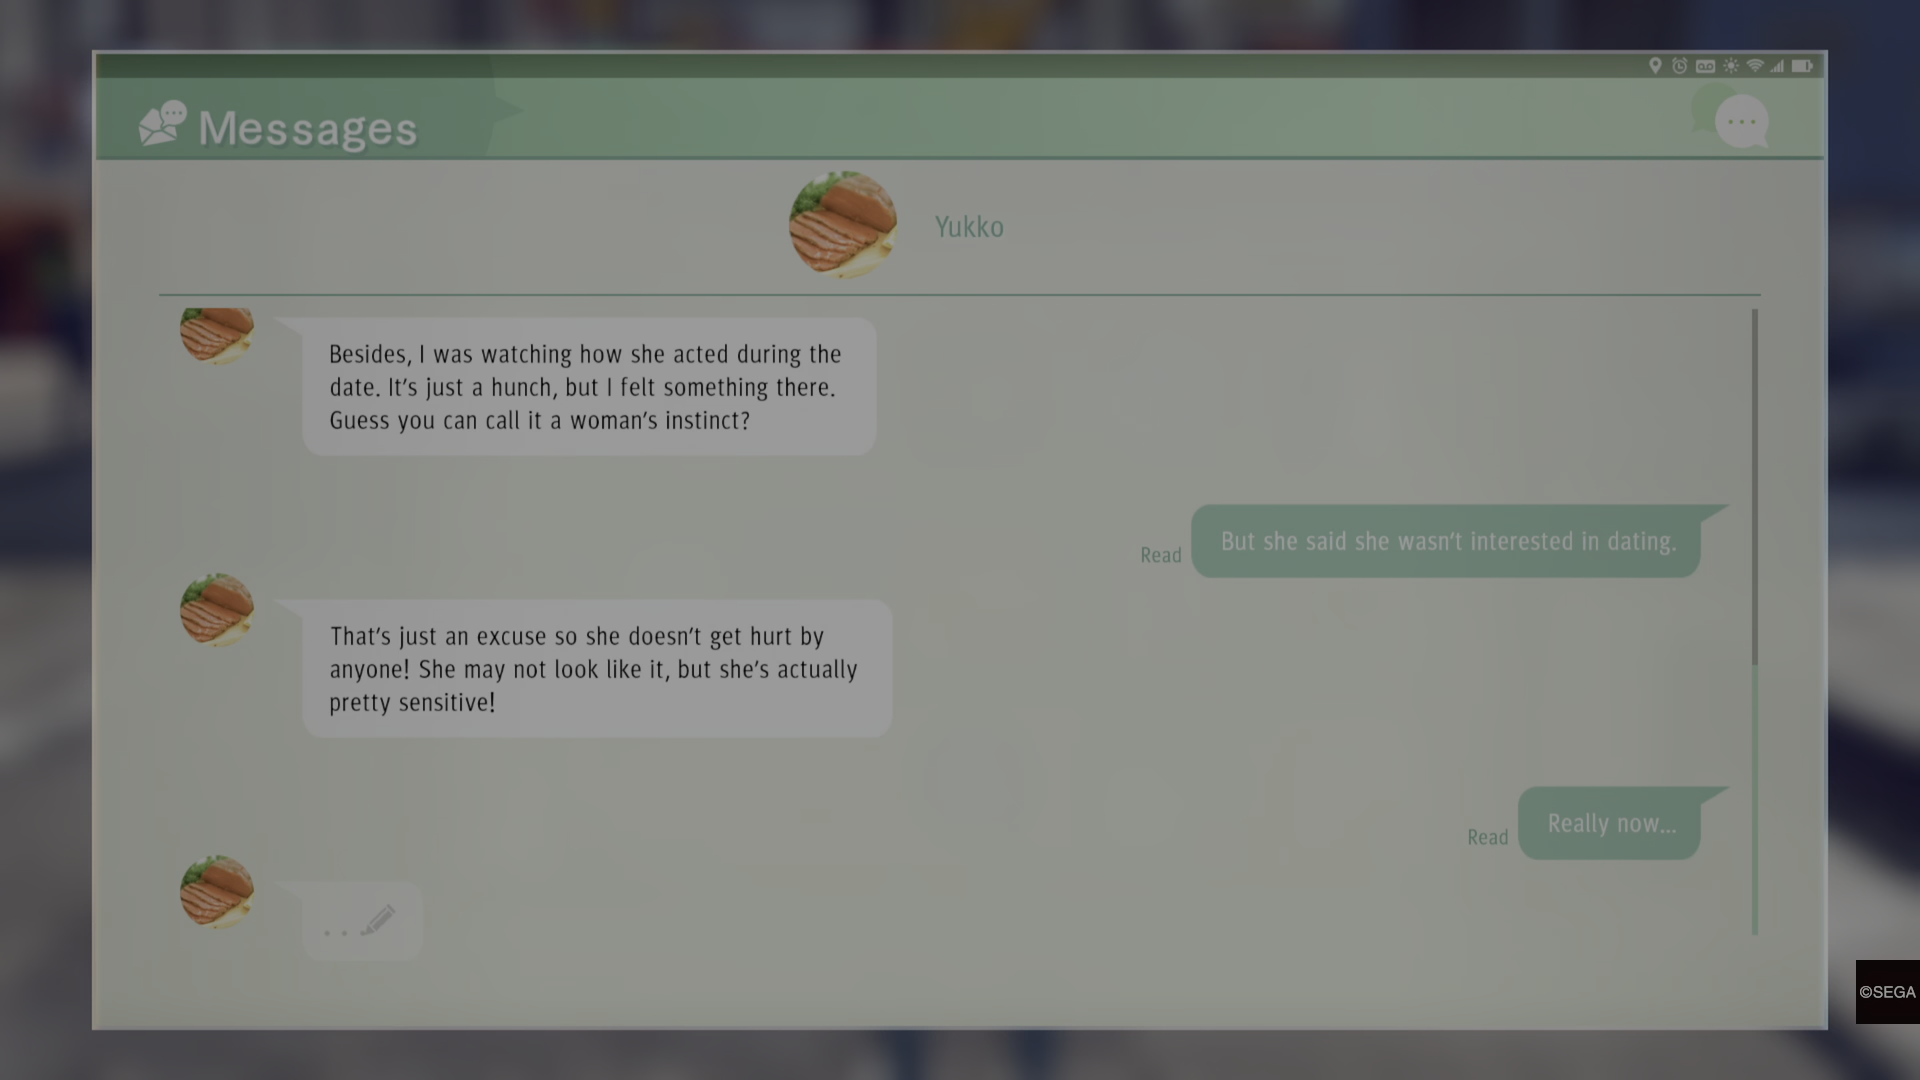 Messages
Yukko
Besides, I was watching how she acted during the
date. It's just a hunch, but I felt something there.
Guess you can call it a woman's instinct?
Read
But she said she wasn't interested in dating.
That's just an excuse so she doesn't get hurt by
anyone! She may not look like it, but she's actually
pretty sensitive!
Read
Really now...
©SEGA